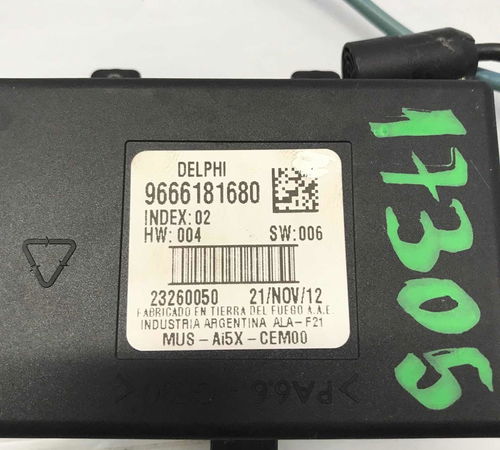 DELPHI
9666181680
INDEX: 02
HW: 004 SW: 006
23260050 21/NOV/12
FABRICADO EN TIERRA DEL FUEGO A.A.E.
INDUSTRIA ARGENTINA ALA-F21
MUS-Ai5X-CEM00
17305